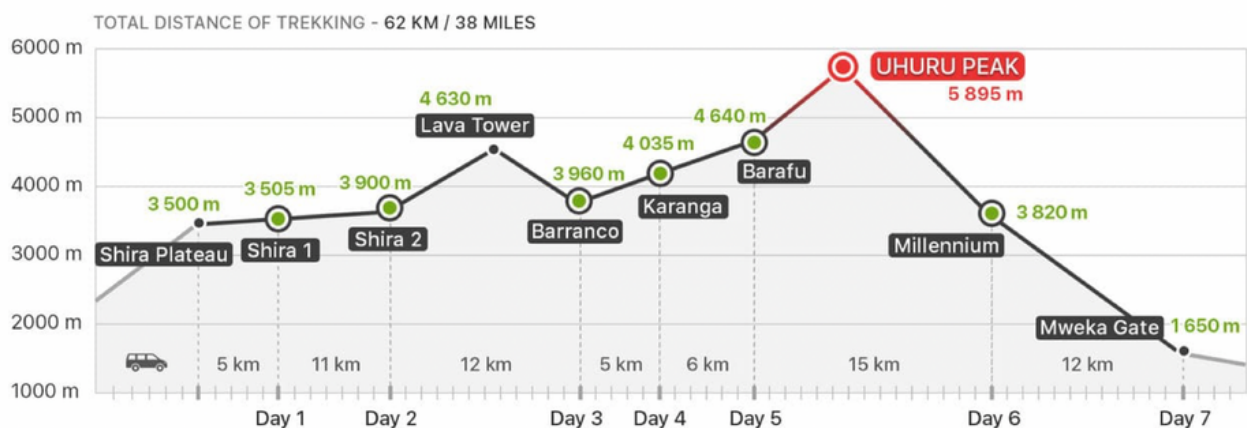 TOTAL DISTANCE OF TREKKING - 62 KM / 38 MILES
6000 m
UHURU PEAK
5 895 m
5000 m
4 630 m
Lava Tower
4 640 m
Barafu
4 035 m
Karanga
4000 m
3 500 m
Shira Plateau
3 505 m
Shira 1
3 900 m
Shira 2
3 960 m
Barranco
3 820 m
Millennium
3000 m
2000 m
Mweka Gate
1 650 m
5 km
11 km
12 km
5 km
6 km
15 km
12 km
1000 m
Day 1
Day 2
Day 3
Day 4
Day 5
Day 6
Day 7